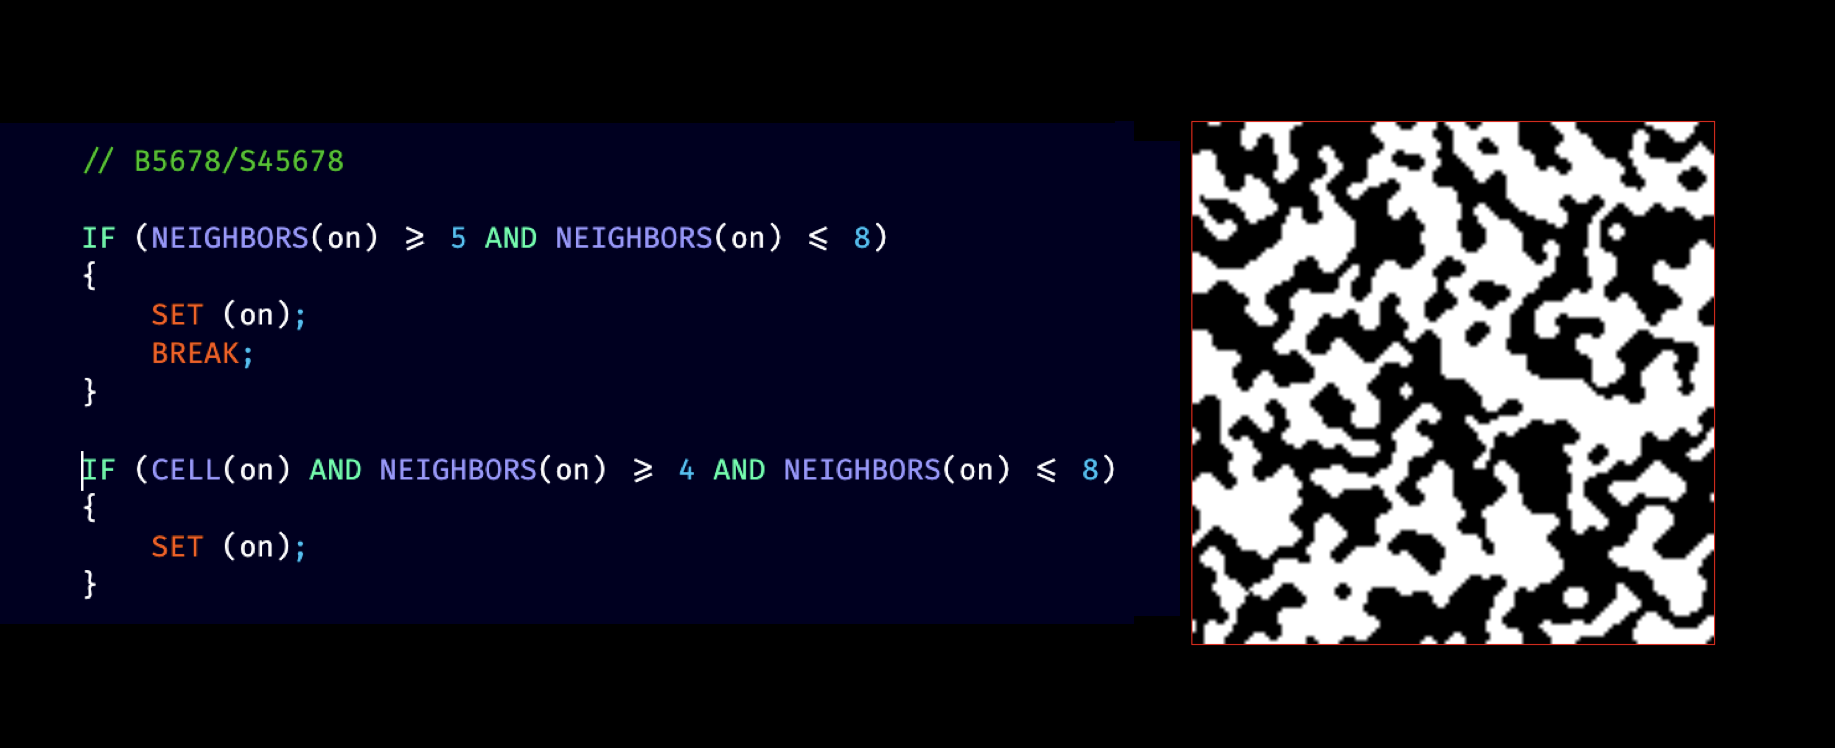 // B5678/S45678
IF (NEIGHBORS(on) ⩾ 5 AND NEIGHBORS(on) ⩽ 8)
{
SET (on);
BREAK;
}
IF (CELL(on) AND NEIGHBORS(on) ⩾ 4 AND NEIGHBORS(on) ⩽ 8)
{
SET (on);
}